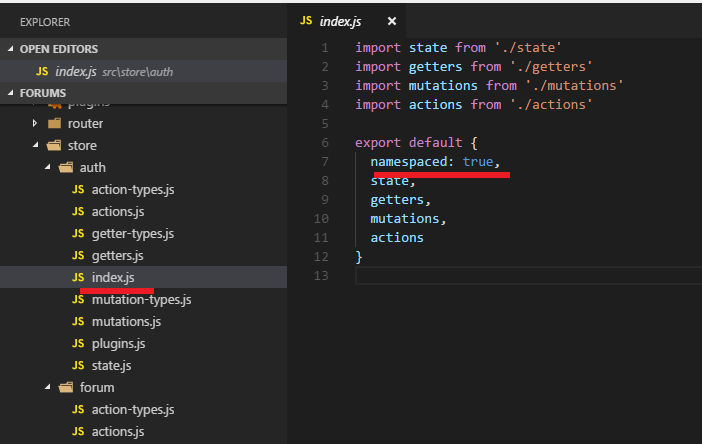 EXPLORER
OPEN EDITORS
JS index.js src\store\auth
FORUMS
plugins
router
store
auth
JS action-types.js
JS actions.js
JS getter-types.js
JS getters.js
JS index.js
JS mutation-types.js
JS mutations.js
JS plugins.js
JS state.js
forum
JS action-types.js
JS actions.js
JS index.js ×
1 import state from './state'
2 import getters from './getters'
3 import mutations from './mutations'
4 import actions from './actions'
5
6 export default {
7 namespaced: true,
8 state,
9 getters,
10 mutations,
11 actions
12 }
13